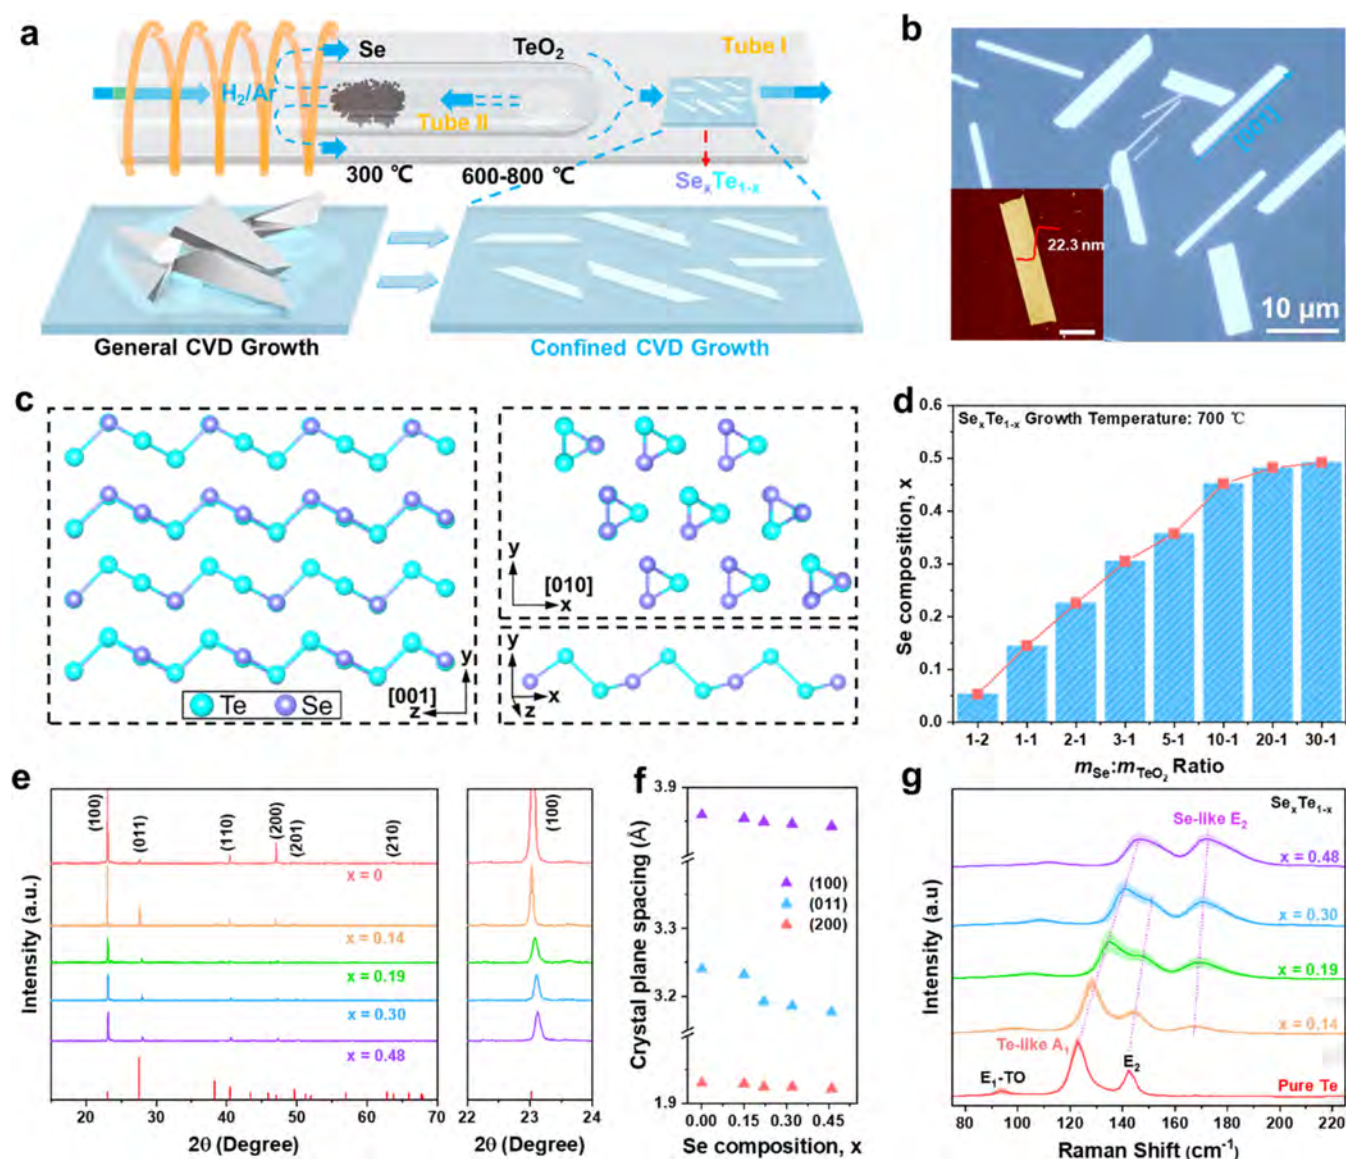 a
Se
TeO₂
Tube I
H₂/Ar
Tube II
300 ℃
600-800 ℃
SeₓTe₁₋ₓ
General CVD Growth
Confined CVD Growth
b
[001]
22.3 nm
10 μm
c
Te
Se
[001]
y
z
y
[010]
x
y
x
z
d
SeₓTe₁₋ₓ Growth Temperature: 700 ℃
Se composition, x
0.6
0.5
0.4
0.3
0.2
0.1
0.0
1-2 1-1 2-1 3-1 5-1 10-1 20-1 30-1
m_Se:m_TeO₂ Ratio
e
Intensity (a.u.)
(100)
(011)
(110)
(200)
(201)
(210)
x = 0
x = 0.14
x = 0.19
x = 0.30
x = 0.48
20 30 40 50 60 70
2θ (Degree)
(100)
22 23 24
2θ (Degree)
f
Crystal plane spacing (Å)
3.9
3.3
3.2
1.9
(100)
(011)
(200)
0.00 0.15 0.30 0.45
Se composition, x
g
Intensity (a.u)
SeₓTe₁₋ₓ
Se-like E₂
x = 0.48
x = 0.30
x = 0.19
x = 0.14
Te-like A₁
E₁-TO
E₂
Pure Te
80 100 120 140 160 180 200 220
Raman Shift (cm⁻¹)